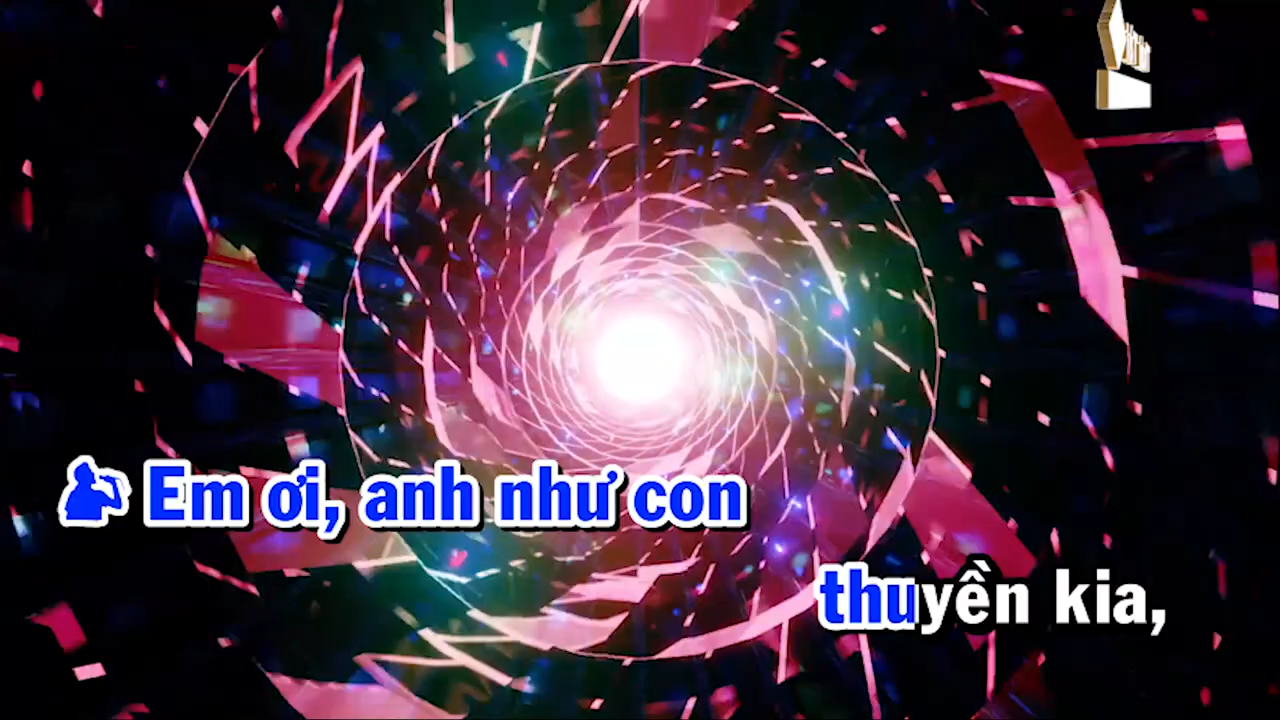 Em ơi, anh như con
thuyền kia,